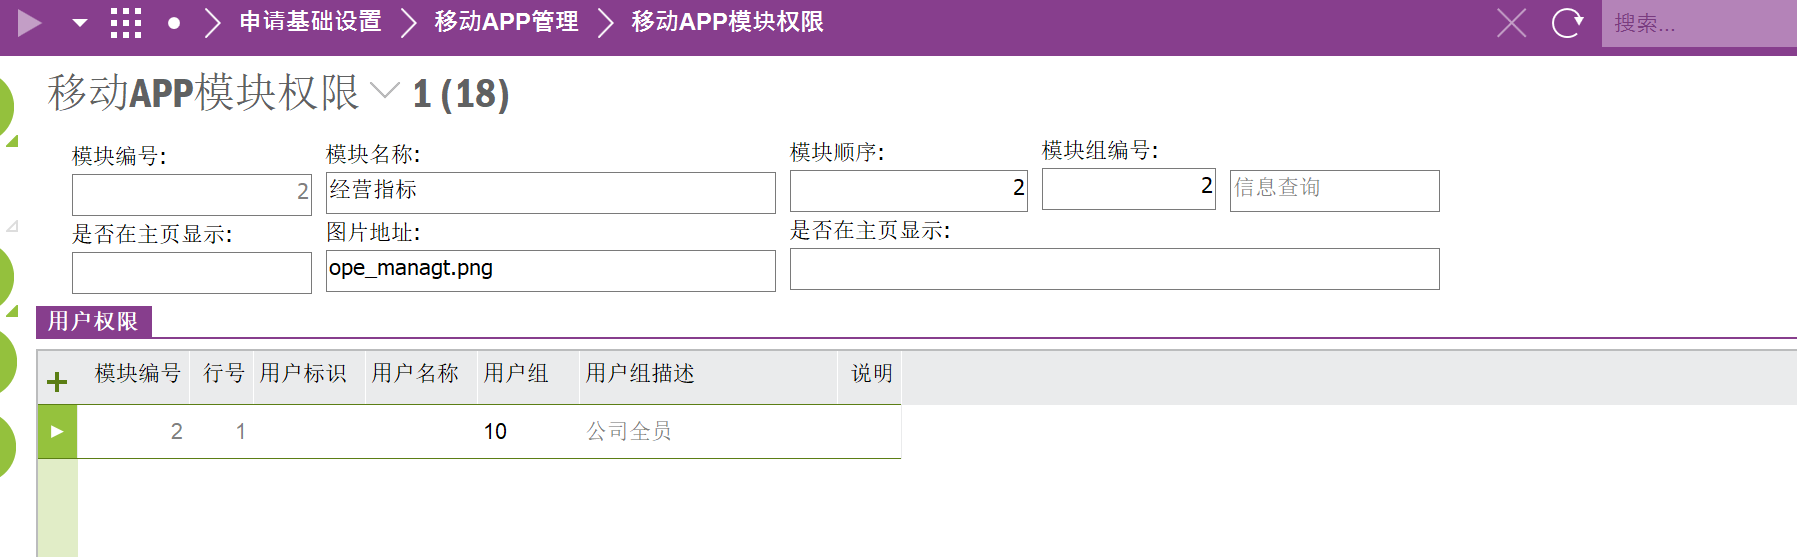 申请基础设置 移动APP管理 移动APP模块权限 搜索...
移动APP模块权限 1 (18)
模块编号: 模块名称: 模块顺序: 模块组编号:
2 经营指标 2 2 信息查询
是否在主页显示: 图片地址: 是否在主页显示:
ope_managt.png
用户权限
模块编号 行号 用户标识 用户名称 用户组 用户组描述 说明
2 1 10 公司全员